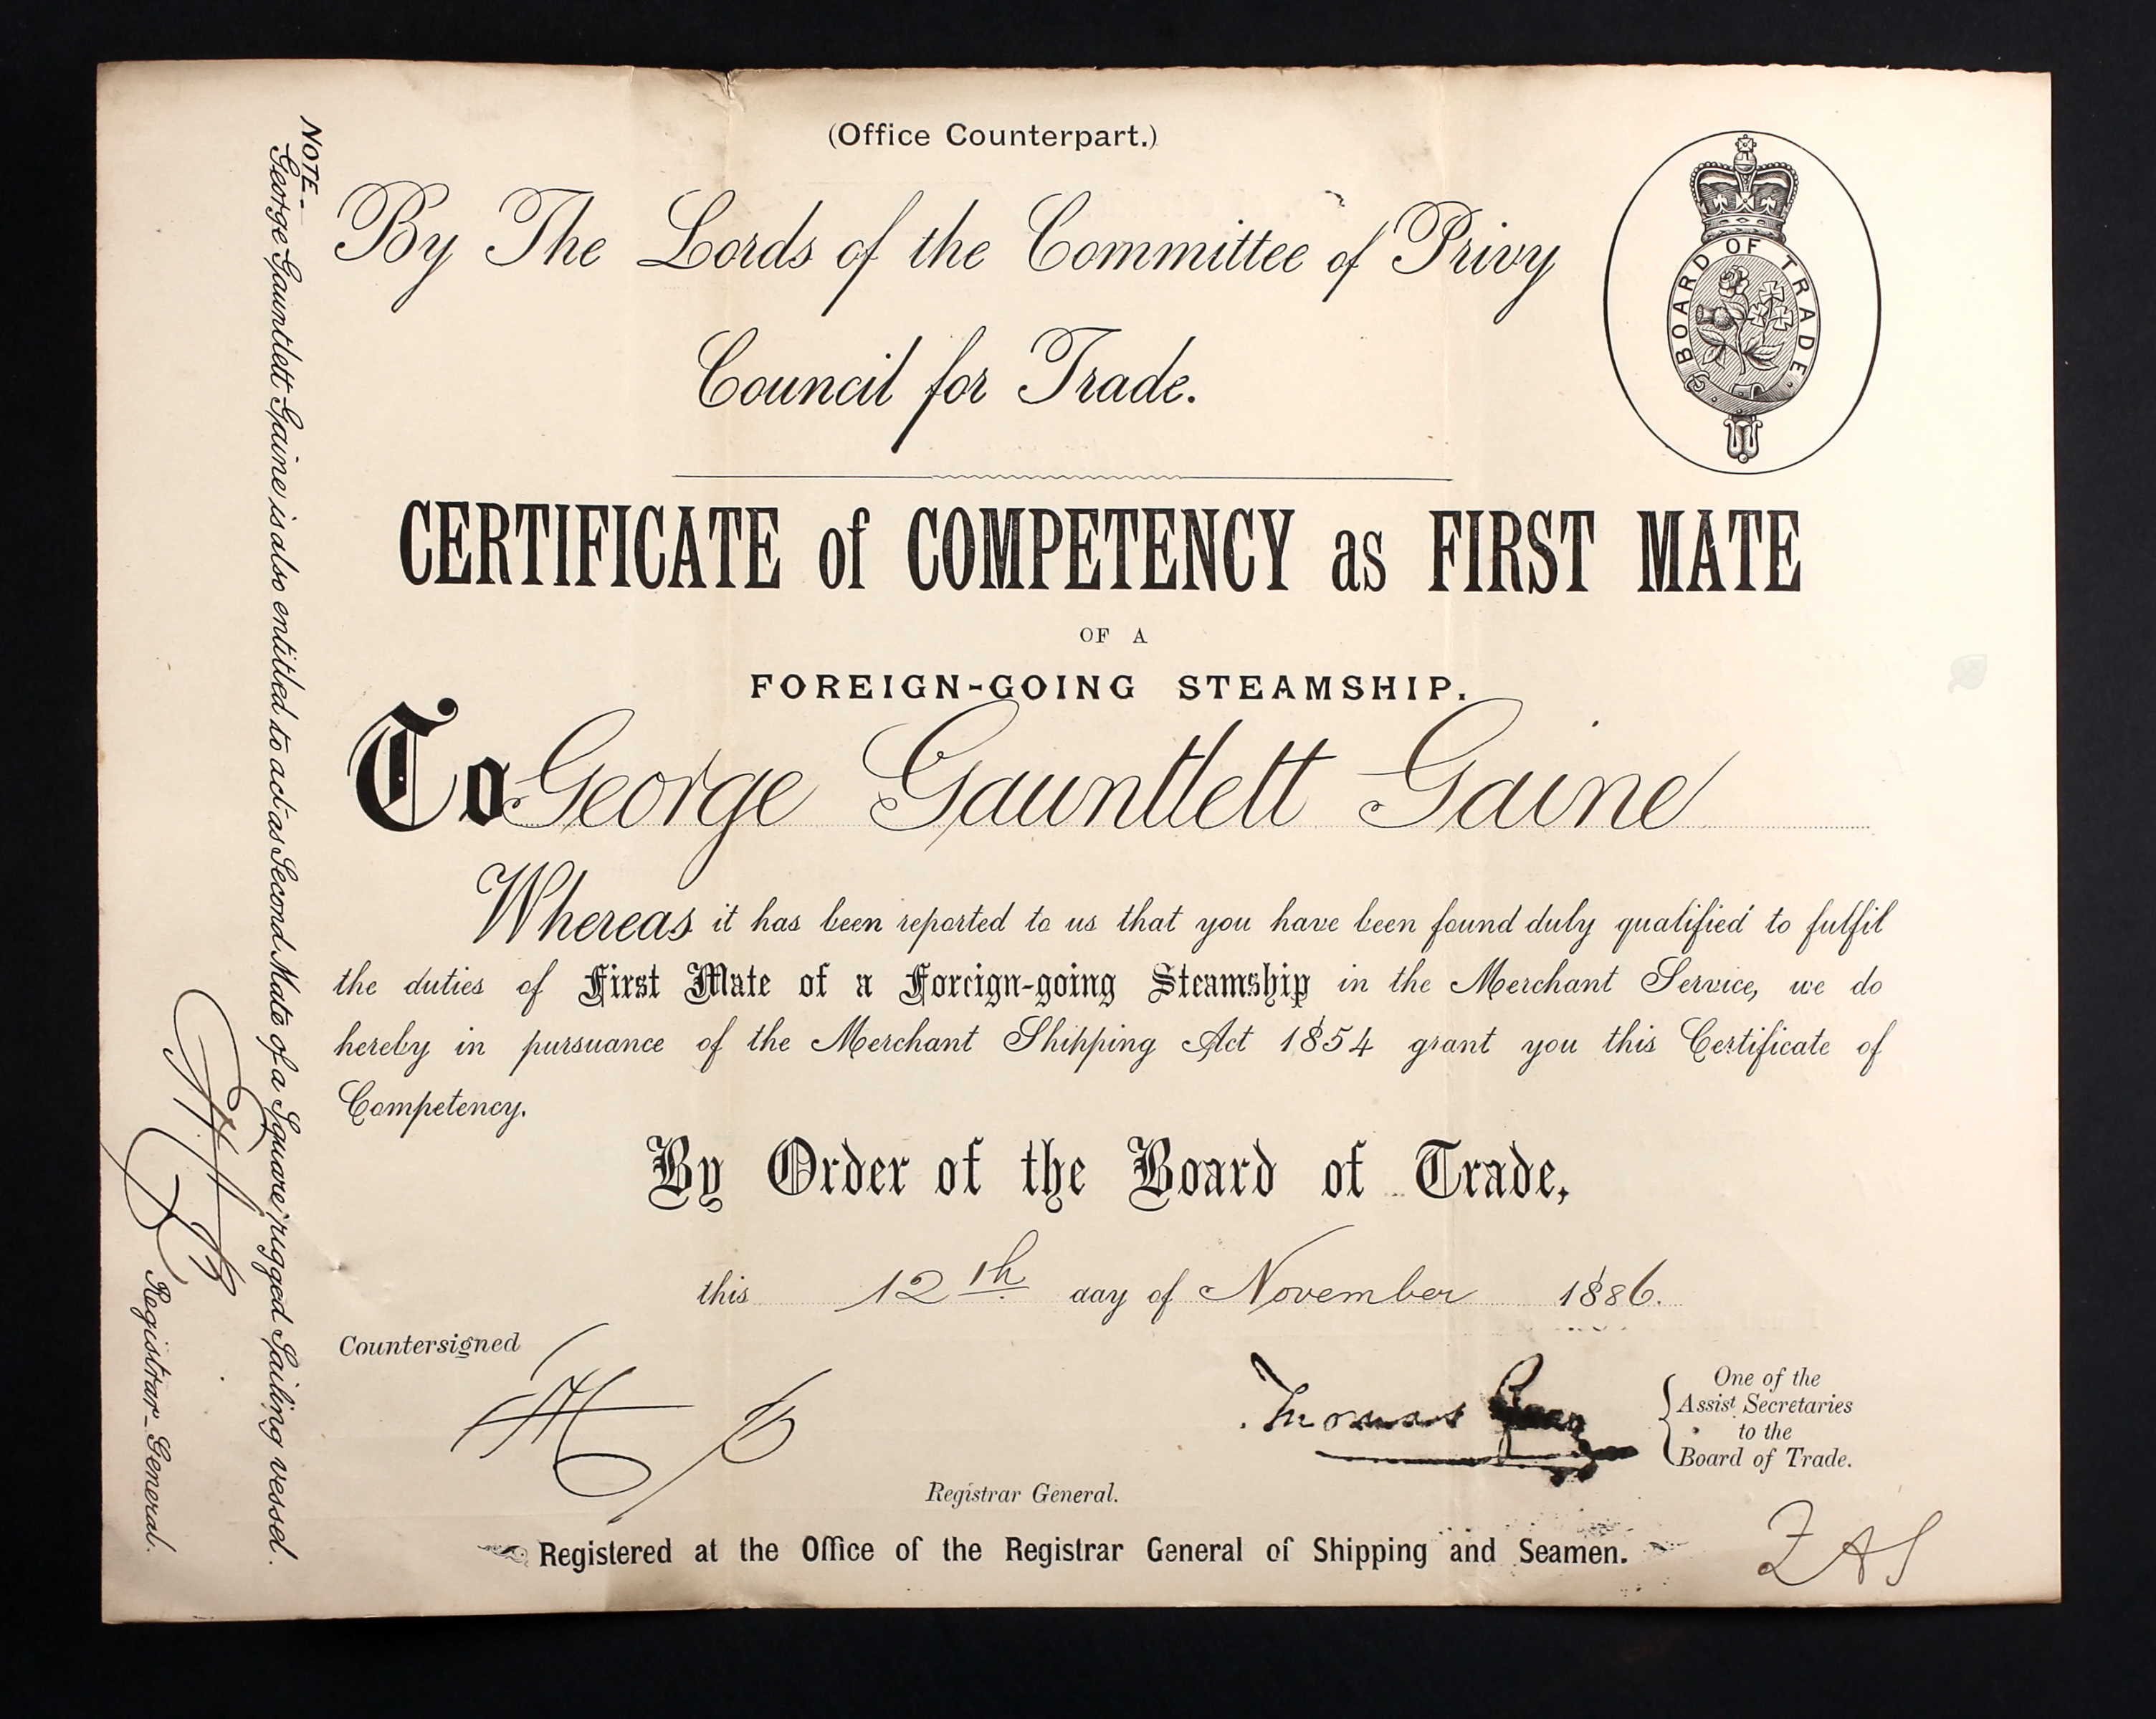 (Office Counterpart.)
By The Lords of the Committee of Privy
Council for Trade.
BOARD OF TRADE
CERTIFICATE of COMPETENCY as FIRST MATE
OF A
FOREIGN-GOING STEAMSHIP.
To George Gauntlett Gaine
Whereas it has been reported to us that you have been found duly qualified to fulfil
the duties of First Mate of a Foreign-going Steamship in the Merchant Service, we do
hereby in pursuance of the Merchant Shipping Act 1854 grant you this Certificate of
Competency.
By Order of the Board of Trade,
this 12th day of November 1886.
Countersigned
Registrar General.
Thomas Gray
One of the
Assist. Secretaries
to the
Board of Trade.
Registered at the Office of the Registrar General of Shipping and Seamen.
NOTE-
George Gauntlett Gaine is also entitled to act as Second Mate of a Square rigged Sailing vessel.
Registrar-General.